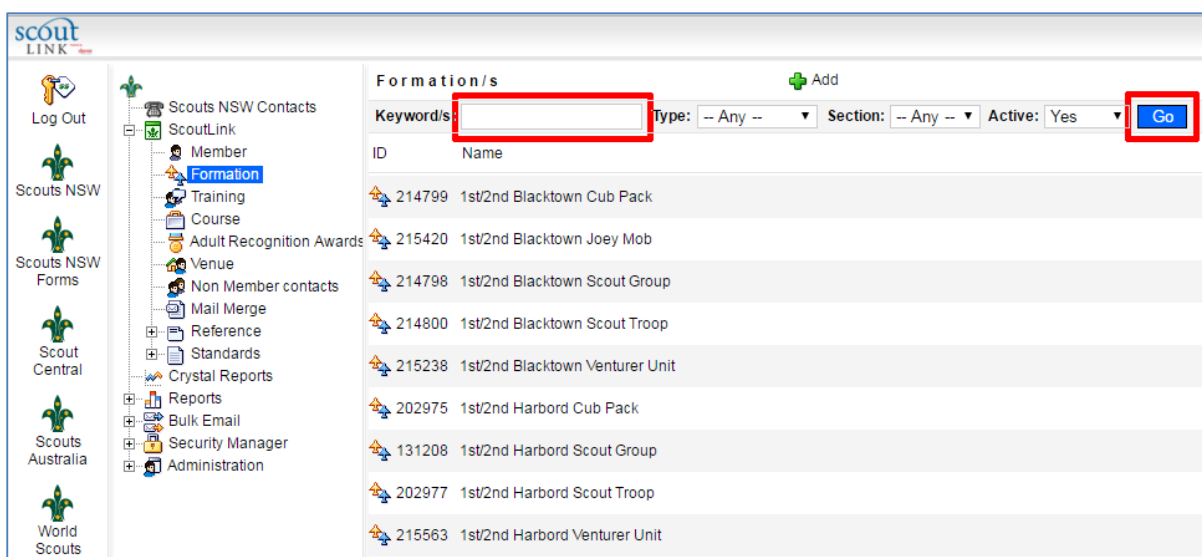 scout
LINK
Log Out
Scouts NSW
Scouts NSW
Forms
Scout
Central
Scouts
Australia
World
Scouts
Scouts NSW Contacts
ScoutLink
Member
Formation
Training
Course
Adult Recognition Awards
Venue
Non Member contacts
Mail Merge
Reference
Standards
Crystal Reports
Reports
Bulk Email
Security Manager
Administration
Formation/s Add
Keyword/s: Type: -- Any -- Section: -- Any -- Active: Yes Go
ID Name
214799 1st/2nd Blacktown Cub Pack
215420 1st/2nd Blacktown Joey Mob
214798 1st/2nd Blacktown Scout Group
214800 1st/2nd Blacktown Scout Troop
215238 1st/2nd Blacktown Venturer Unit
202975 1st/2nd Harbord Cub Pack
131208 1st/2nd Harbord Scout Group
202977 1st/2nd Harbord Scout Troop
215563 1st/2nd Harbord Venturer Unit